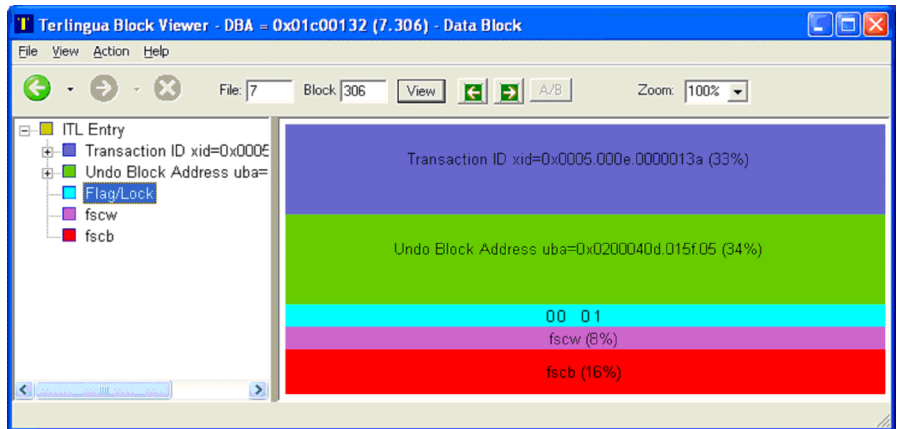 Terlingua Block Viewer - DBA = 0x01c00132 (7.306) - Data Block
File View Action Help
File: 7 Block 306 View A/B Zoom: 100%
ITL Entry
Transaction ID xid=0x0005
Undo Block Address uba=
Flag/Lock
fscw
fscb
Transaction ID xid=0x0005.000e.0000013a (33%)
Undo Block Address uba=0x0200040d.015f.05 (34%)
00 01
fscw (8%)
fscb (16%)